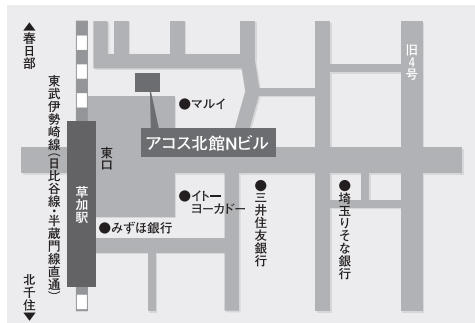 ▲春日部
東武伊勢崎線(日比谷線・半蔵門線直通)
北千住▼
草加駅
東口
●マルイ
アコス北館Nビル
●イトー
ヨーカドー
●みずほ銀行
●三井住友銀行
●埼玉りそな銀行
旧4号